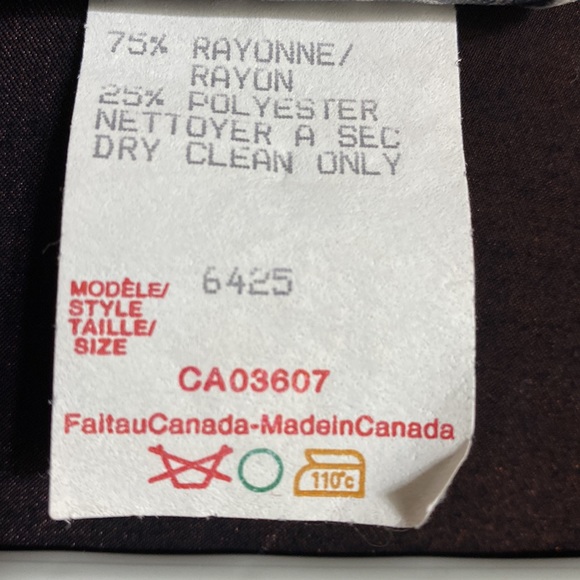 75% RAYONNE/
RAYON
25% POLYESTER
NETTOYER A SEC
DRY CLEAN ONLY
MODÈLE/ 6425
STYLE
TAILLE/
SIZE
CA03607
FaitauCanada-MadeinCanada
110°c